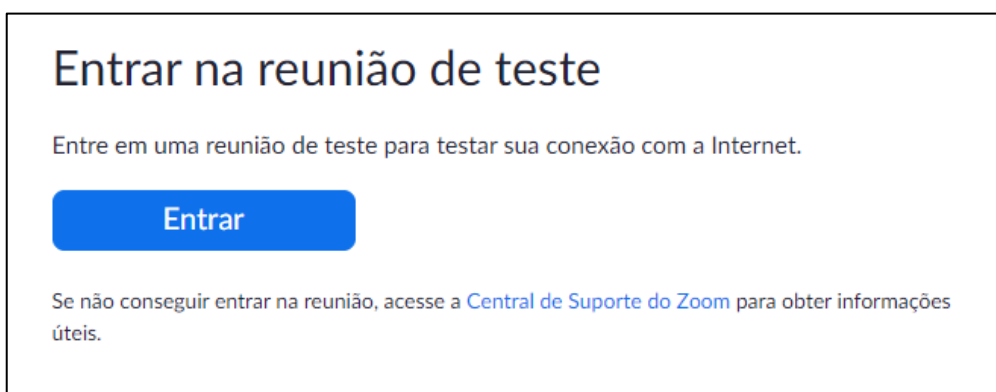 Entrar na reunião de teste
Entre em uma reunião de teste para testar sua conexão com a Internet.
Entrar
Se não conseguir entrar na reunião, acesse a Central de Suporte do Zoom para obter informações
úteis.